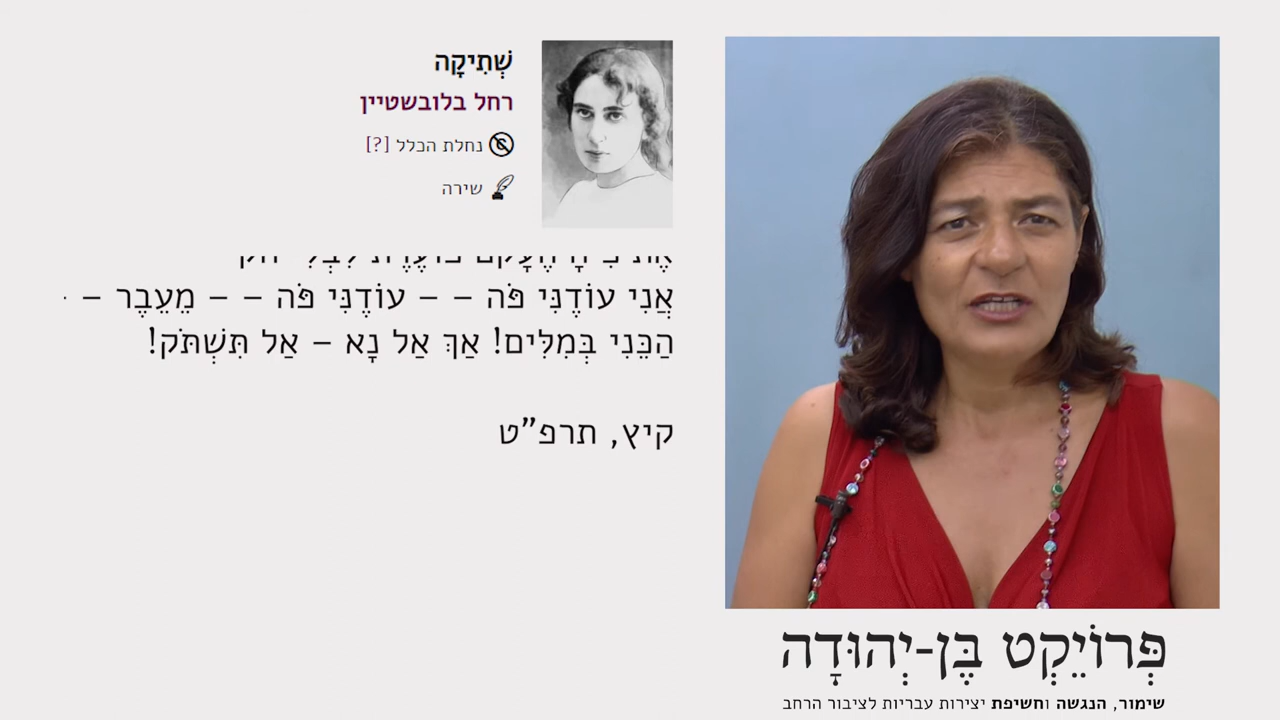 שְׁתִיקָה
רחל בלובשטיין
נחלת הכלל [?]
שירה
אֲנִי עוֹדֶנִּי פֹּה – – עוֹדֶנִּי פֹּה – – מֵעֵבֶר –
הַכֵּנִי בְּמִלִּים! אַךְ אַל נָא – אַל תִּשְׁתֹּק!
קיץ, תרפ”ט
פְּרוֹיֵקְט בֶּן-יְהוּדָה
שימור, הנגשה וחשיפת יצירות עבריות לציבור הרחב